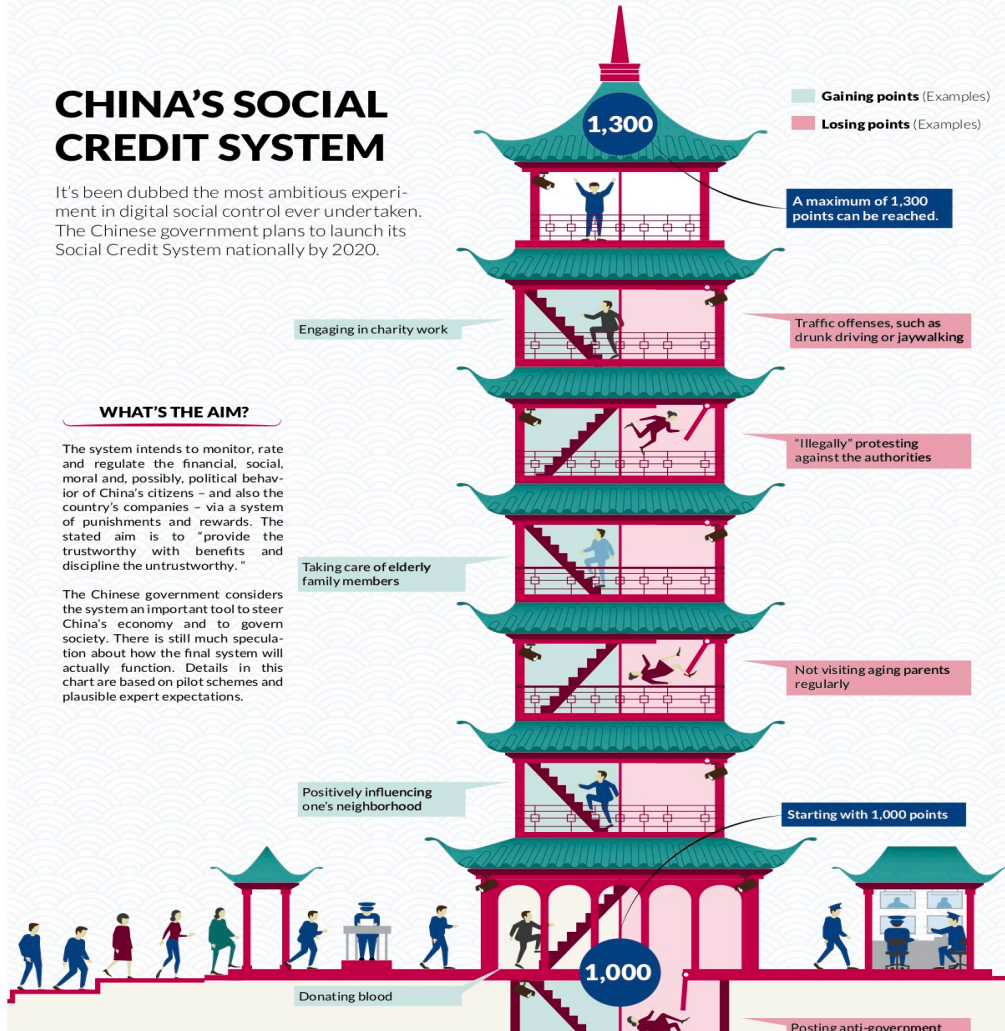 CHINA'S SOCIAL
CREDIT SYSTEM
It's been dubbed the most ambitious experi-
ment in digital social control ever undertaken.
The Chinese government plans to launch its
Social Credit System nationally by 2020.
1,300
Gaining points (Examples)
Losing points (Examples)
A maximum of 1,300
points can be reached.
Engaging in charity work
Traffic offenses, such as
drunk driving or jaywalking
WHAT'S THE AIM?
The system intends to monitor, rate
and regulate the financial, social,
moral and, possibly, political behav-
ior of China's citizens – and also the
country's companies – via a system
of punishments and rewards. The
stated aim is to "provide the
trustworthy with benefits and
discipline the untrustworthy. "
The Chinese government considers
the system an important tool to steer
China's economy and to govern
society. There is still much specula-
tion about how the final system will
actually function. Details in this
chart are based on pilot schemes and
plausible expert expectations.
"Illegally" protesting
against the authorities
Taking care of elderly
family members
Not visiting aging parents
regularly
Positively influencing
one's neighborhood
Starting with 1,000 points
1,000
Donating blood
Posting anti-government